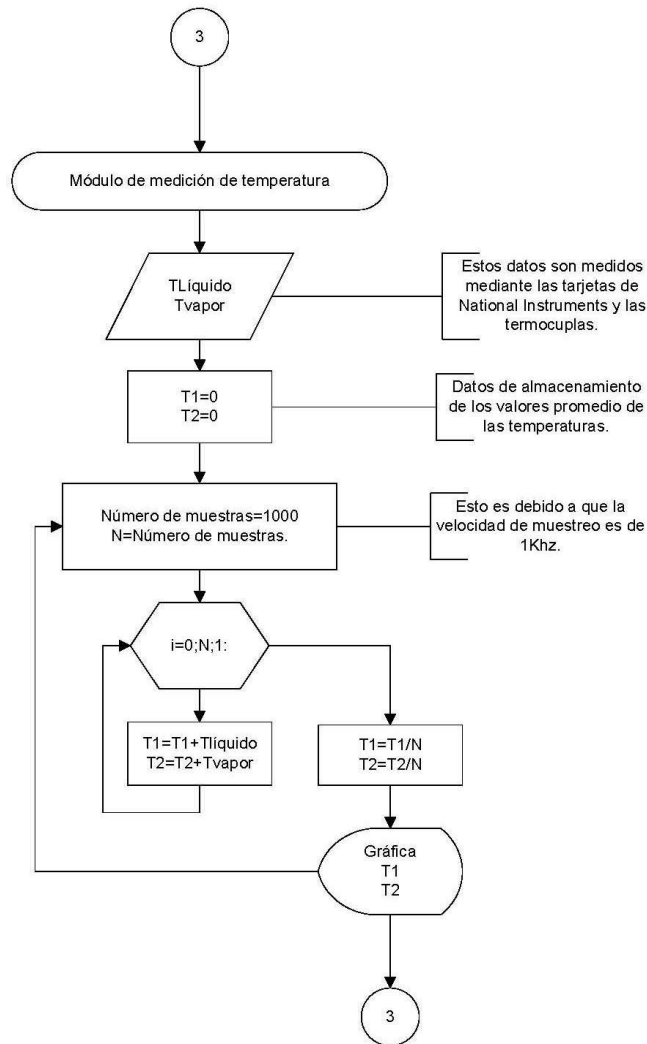 3
Módulo de medición de temperatura
TLíquido
Tvapor
Estos datos son medidos
mediante las tarjetas de
National Instruments y las
termocuplas.
T1=0
T2=0
Datos de almacenamiento
de los valores promedio de
las temperaturas.
Número de muestras=1000
N=Número de muestras.
Esto es debido a que la
velocidad de muestreo es de
1Khz.
i=0;N;1:
T1=T1+Tlíquido
T2=T2+Tvapor
T1=T1/N
T2=T2/N
Gráfica
T1
T2
3